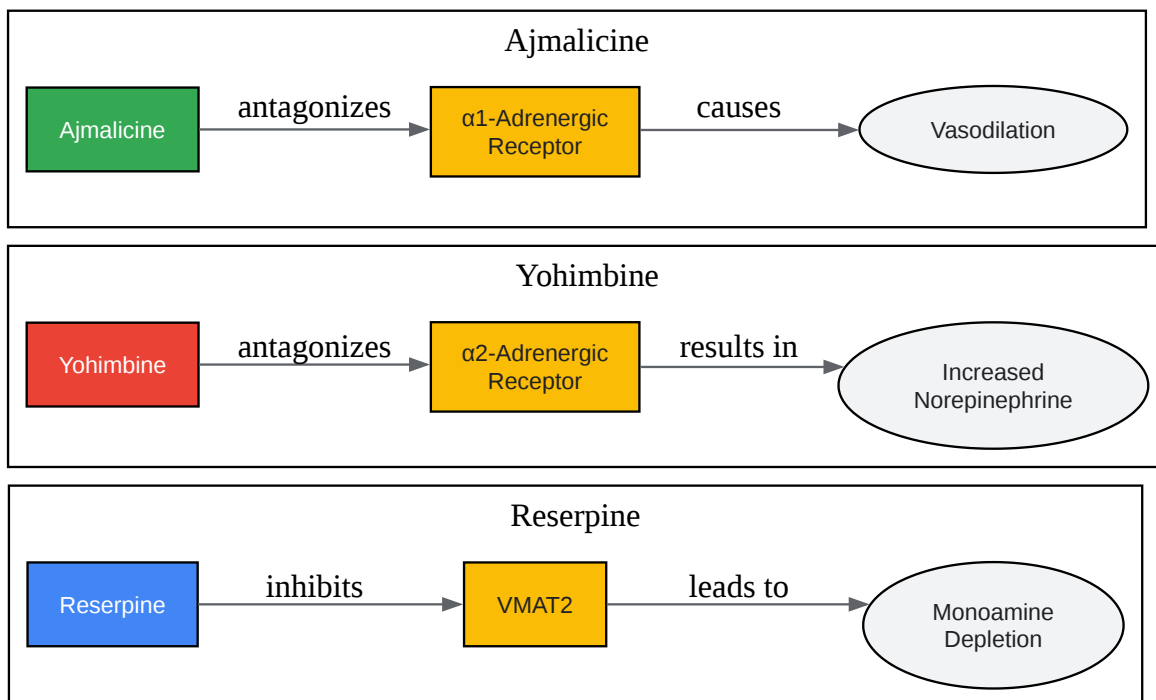 Ajmalicine
Ajmalicine
antagonizes
α1-Adrenergic
Receptor
causes
Vasodilation
Yohimbine
Yohimbine
antagonizes
α2-Adrenergic
Receptor
results in
Increased
Norepinephrine
Reserpine
Reserpine
inhibits
VMAT2
leads to
Monoamine
Depletion